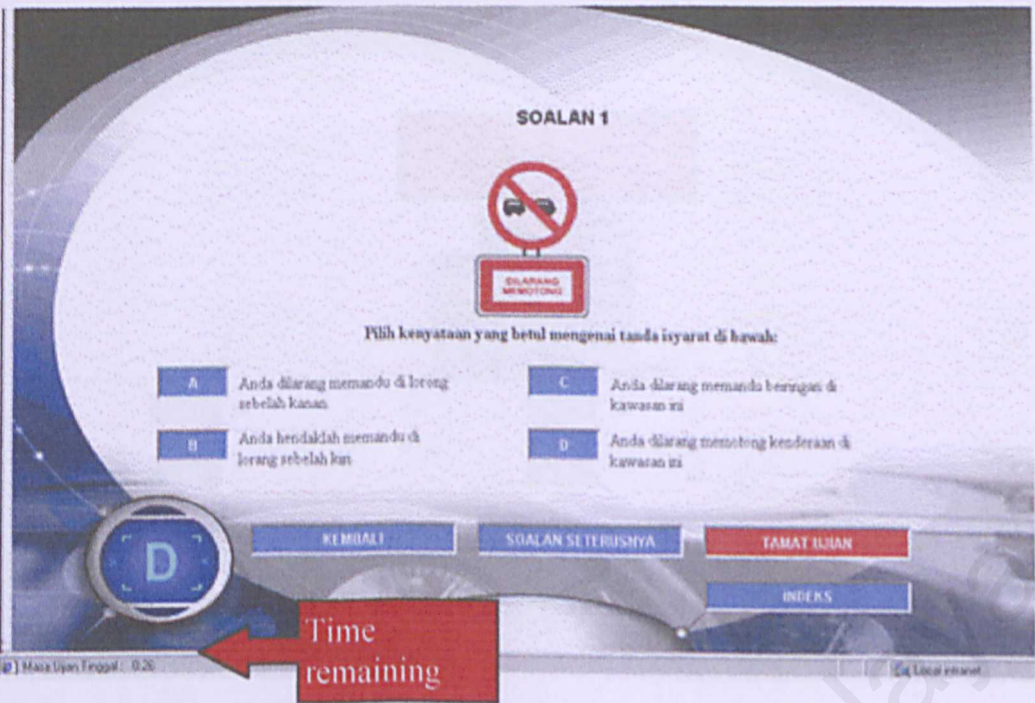 SOALAN 1
DILARANG
MEMOTONG
Pilih kenyataan yang betul mengenai tanda isyarat di bawah:
A
Anda dilarang memandu di lorong
sebelah kanan
B
Anda hendaklah memandu di
lorang sebelah kiri
C
Anda dilarang memandu beringan di
kawasan ini
D
Anda dilarang memotong kenderaan di
kawasan ini
D
KEMBALI
SOALAN SETERUSNYA
TAMAT UJIAN
INDEKS
Time
remaining
Masa Ujian Tinggal : 0:26
Local intranet